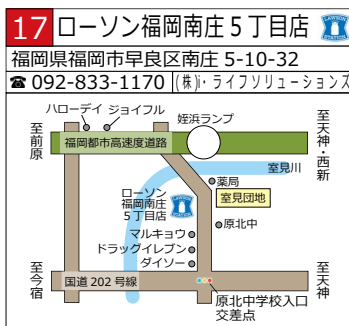 17 ローソン福岡南庄5丁目店 LAWSON STATION
福岡県福岡市早良区南庄 5-10-32
☎ 092-833-1170 (株)i・ライフソリューションズ
ハローデイ ジョイフル
姪浜ランプ
至前原
福岡都市高速度道路
至天神・西新
室見川
薬局
室見団地
ローソン
福岡南庄
5丁目店
原北中
マルキョウ
ドラッグイレブン
ダイソー
至今宿
国道 202 号線
至天神
原北中学校入口
交差点